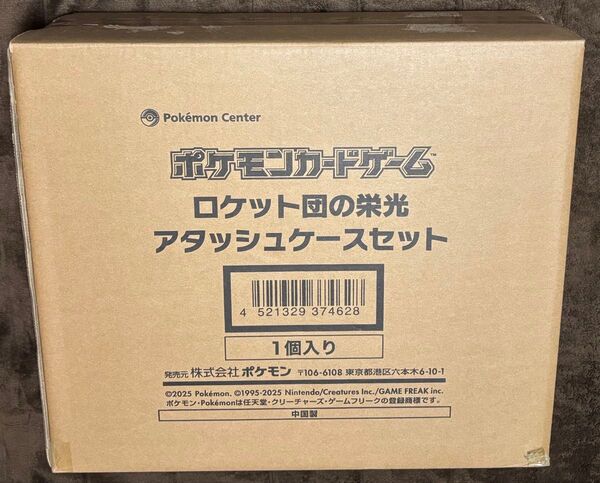 Pokémon Center
ポケモンカードゲーム™
ロケット団の栄光
アタッシュケースセット
4 521329 374628
1個入り
発売元 株式会社ポケモン 〒106-6108 東京都港区六本木6-10-1
©2025 Pokémon. ©1995-2025 Nintendo/Creatures Inc./GAME FREAK inc.
ポケモン・Pokémonは任天堂・クリーチャーズ・ゲームフリークの登録商標です。
中国製